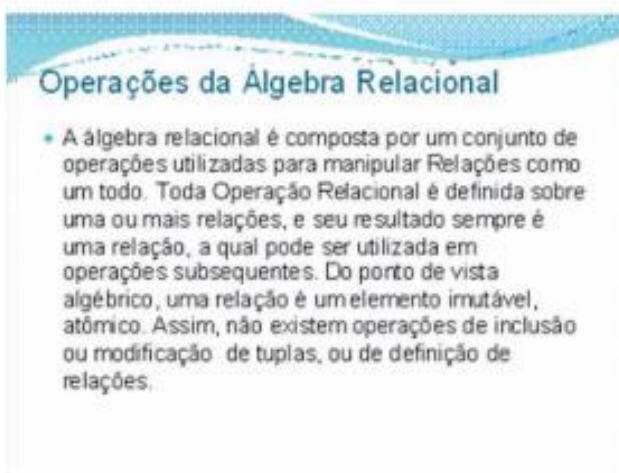 Operações da Álgebra Relacional
• A álgebra relacional é composta por um conjunto de
operações utilizadas para manipular Relações como
um todo. Toda Operação Relacional é definida sobre
uma ou mais relações, e seu resultado sempre é
uma relação, a qual pode ser utilizada em
operações subsequentes. Do ponto de vista
algébrico, uma relação é um elemento imutável,
atômico. Assim, não existem operações de inclusão
ou modificação de tuplas, ou de definição de
relações.